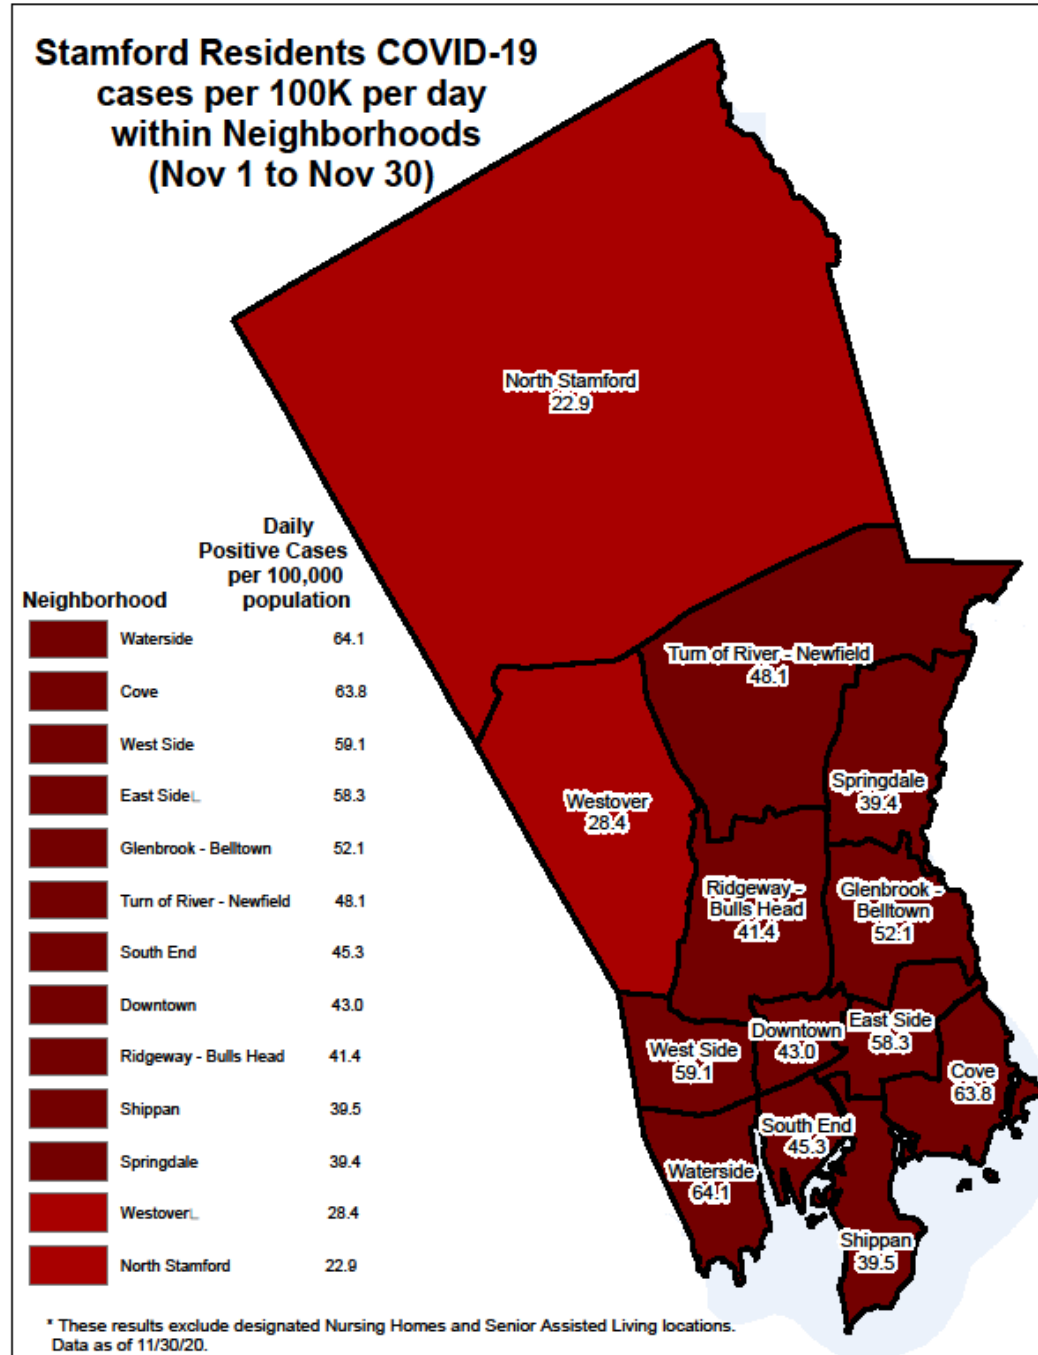 Stamford Residents COVID-19
cases per 100K per day
within Neighborhoods
(Nov 1 to Nov 30)
North Stamford
22.9
Turn of River - Newfield
48.1
Springdale
39.4
Westover
28.4
Ridgeway -
Bulls Head
41.4
Glenbrook -
Belltown
52.1
East Side
58.3
Downtown
43.0
West Side
59.1
Cove
63.8
South End
45.3
Waterside
64.1
Shippan
39.5
Daily
Positive Cases
per 100,000
Neighborhood population
Waterside 64.1
Cove 63.8
West Side 59.1
East Side 58.3
Glenbrook - Belltown 52.1
Turn of River - Newfield 48.1
South End 45.3
Downtown 43.0
Ridgeway - Bulls Head 41.4
Shippan 39.5
Springdale 39.4
Westover 28.4
North Stamford 22.9
* These results exclude designated Nursing Homes and Senior Assisted Living locations.
Data as of 11/30/20.